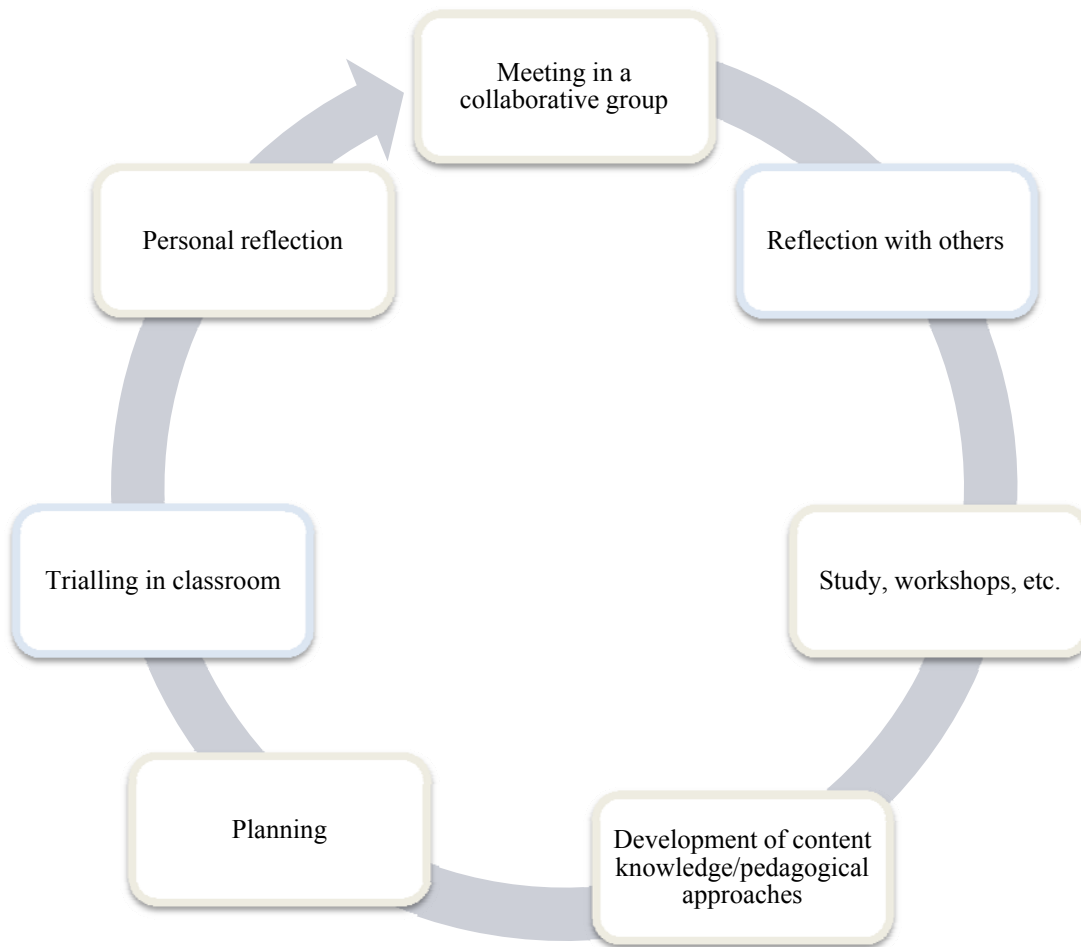 Meeting in a
collaborative group
Reflection with others
Study, workshops, etc.
Development of content
knowledge/pedagogical
approaches
Planning
Trialling in classroom
Personal reflection